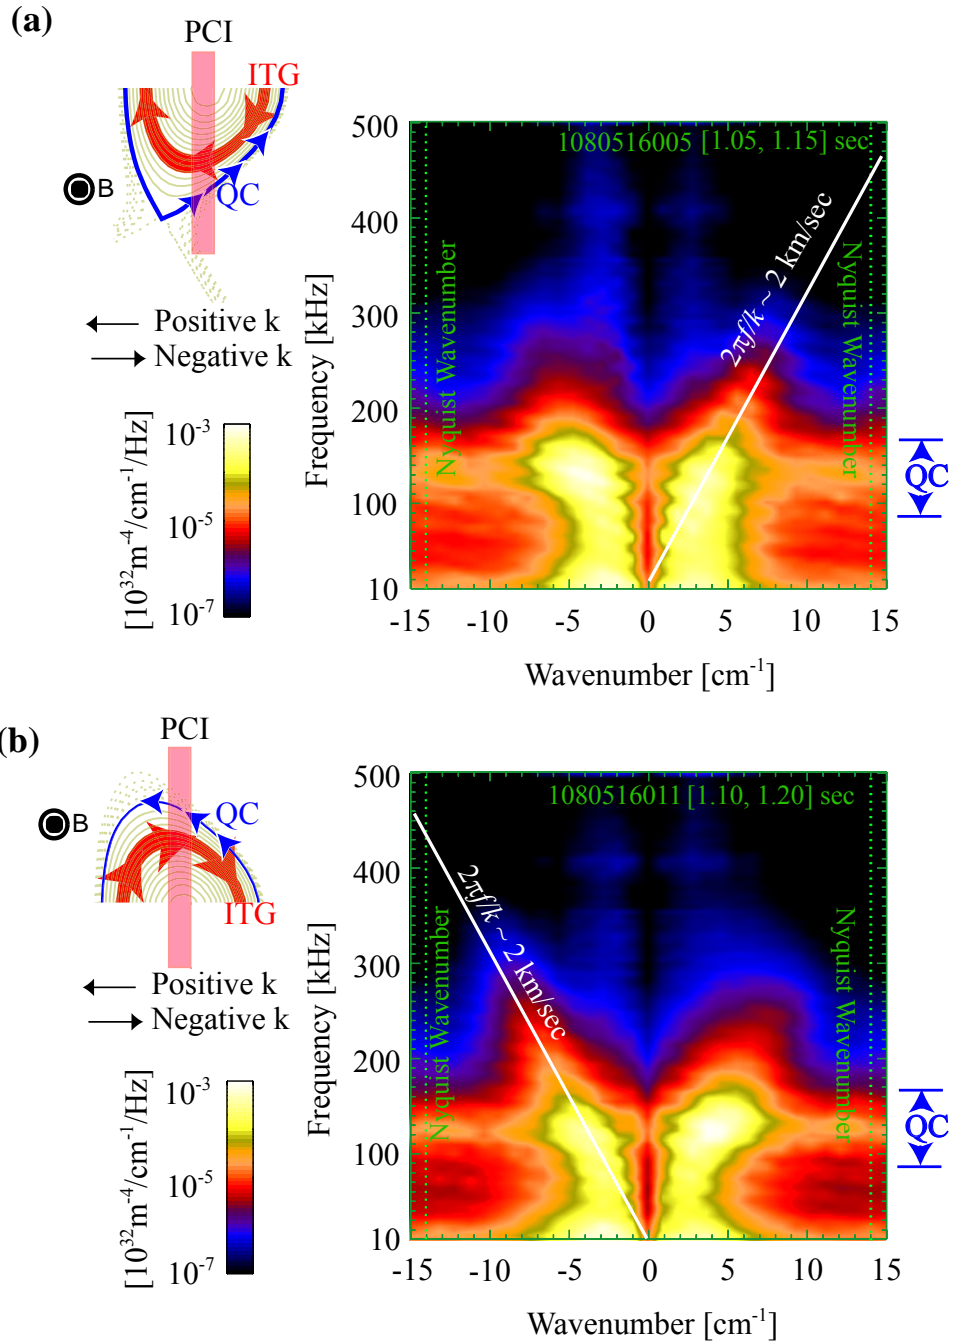 (a)
PCI
ITG
B
QC
Positive k
Negative k
10⁻³
10⁻⁵
10⁻⁷
[10³²m⁻⁴/cm⁻¹/Hz]
1080516005 [1.05, 1.15] sec
2πf/k ~ 2 km/sec
Nyquist Wavenumber
Nyquist Wavenumber
Frequency [kHz]
500
400
300
200
100
10
-15 -10 -5 0 5 10 15
Wavenumber [cm⁻¹]
QC
(b)
PCI
B
QC
ITG
Positive k
Negative k
10⁻³
10⁻⁵
10⁻⁷
[10³²m⁻⁴/cm⁻¹/Hz]
1080516011 [1.10, 1.20] sec
2πf/k ~ 2 km/sec
Nyquist Wavenumber
Nyquist Wavenumber
Frequency [kHz]
500
400
300
200
100
10
-15 -10 -5 0 5 10 15
Wavenumber [cm⁻¹]
QC